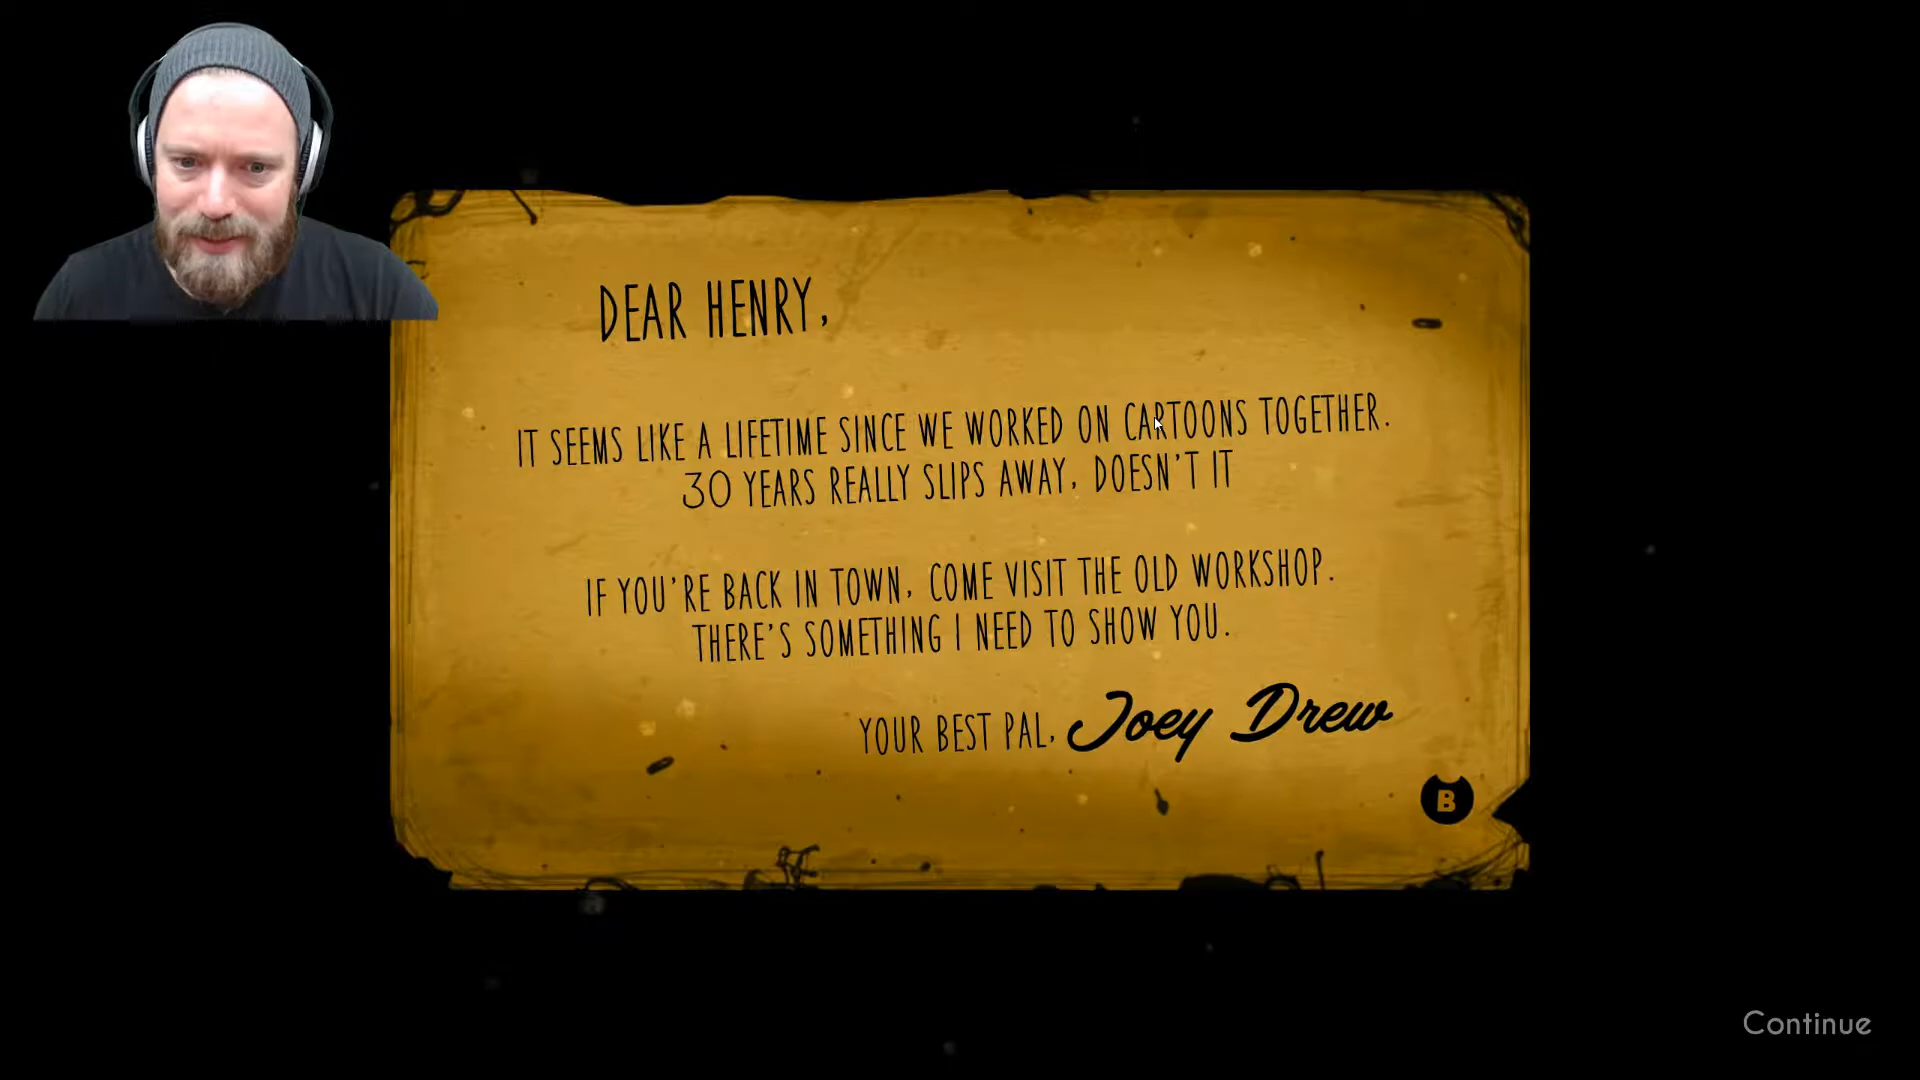 DEAR HENRY,
IT SEEMS LIKE A LIFETIME SINCE WE WORKED ON CARTOONS TOGETHER.
30 YEARS REALLY SLIPS AWAY, DOESN'T IT
IF YOU'RE BACK IN TOWN, COME VISIT THE OLD WORKSHOP.
THERE'S SOMETHING I NEED TO SHOW YOU.
YOUR BEST PAL, Joey Drew
B
Continue